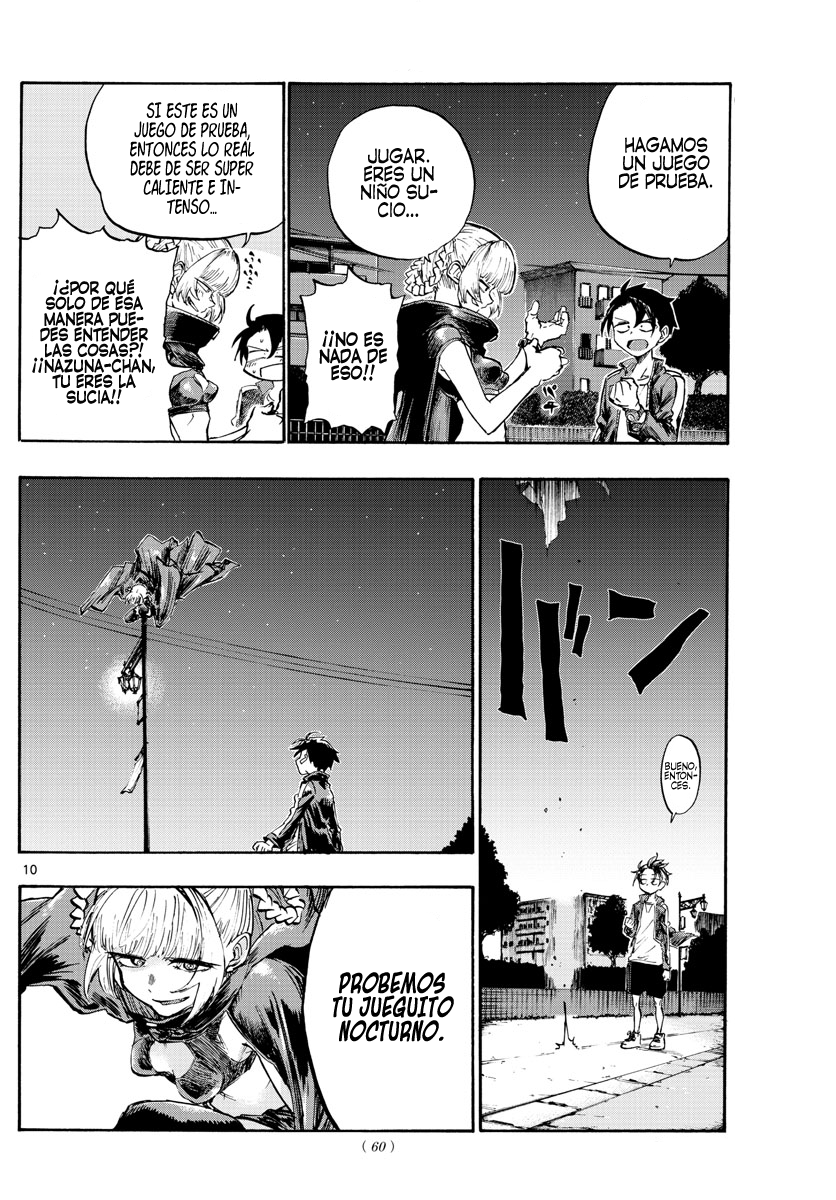 HAGAMOS
UN JUEGO
DE PRUEBA.
JUGAR.
ERES UN
NIÑO SU-
CIO...
¡¡NO ES
NADA DE
ESO!!
SI ESTE ES UN
JUEGO DE PRUEBA,
ENTONCES LO REAL
DEBE DE SER SUPER
CALIENTE E IN-
TENSO...
¡¿POR QUÉ
SOLO DE ESA
MANERA PUE-
DES ENTENDER
LAS COSAS?!
¡¡NAZUNA-CHAN,
TU ERES LA
SUCIA!!
ドンッ
BUENO,
ENTON-
CES.
10
PROBEMOS
TU JUEGUITO
NOCTURNO.
( 60 )